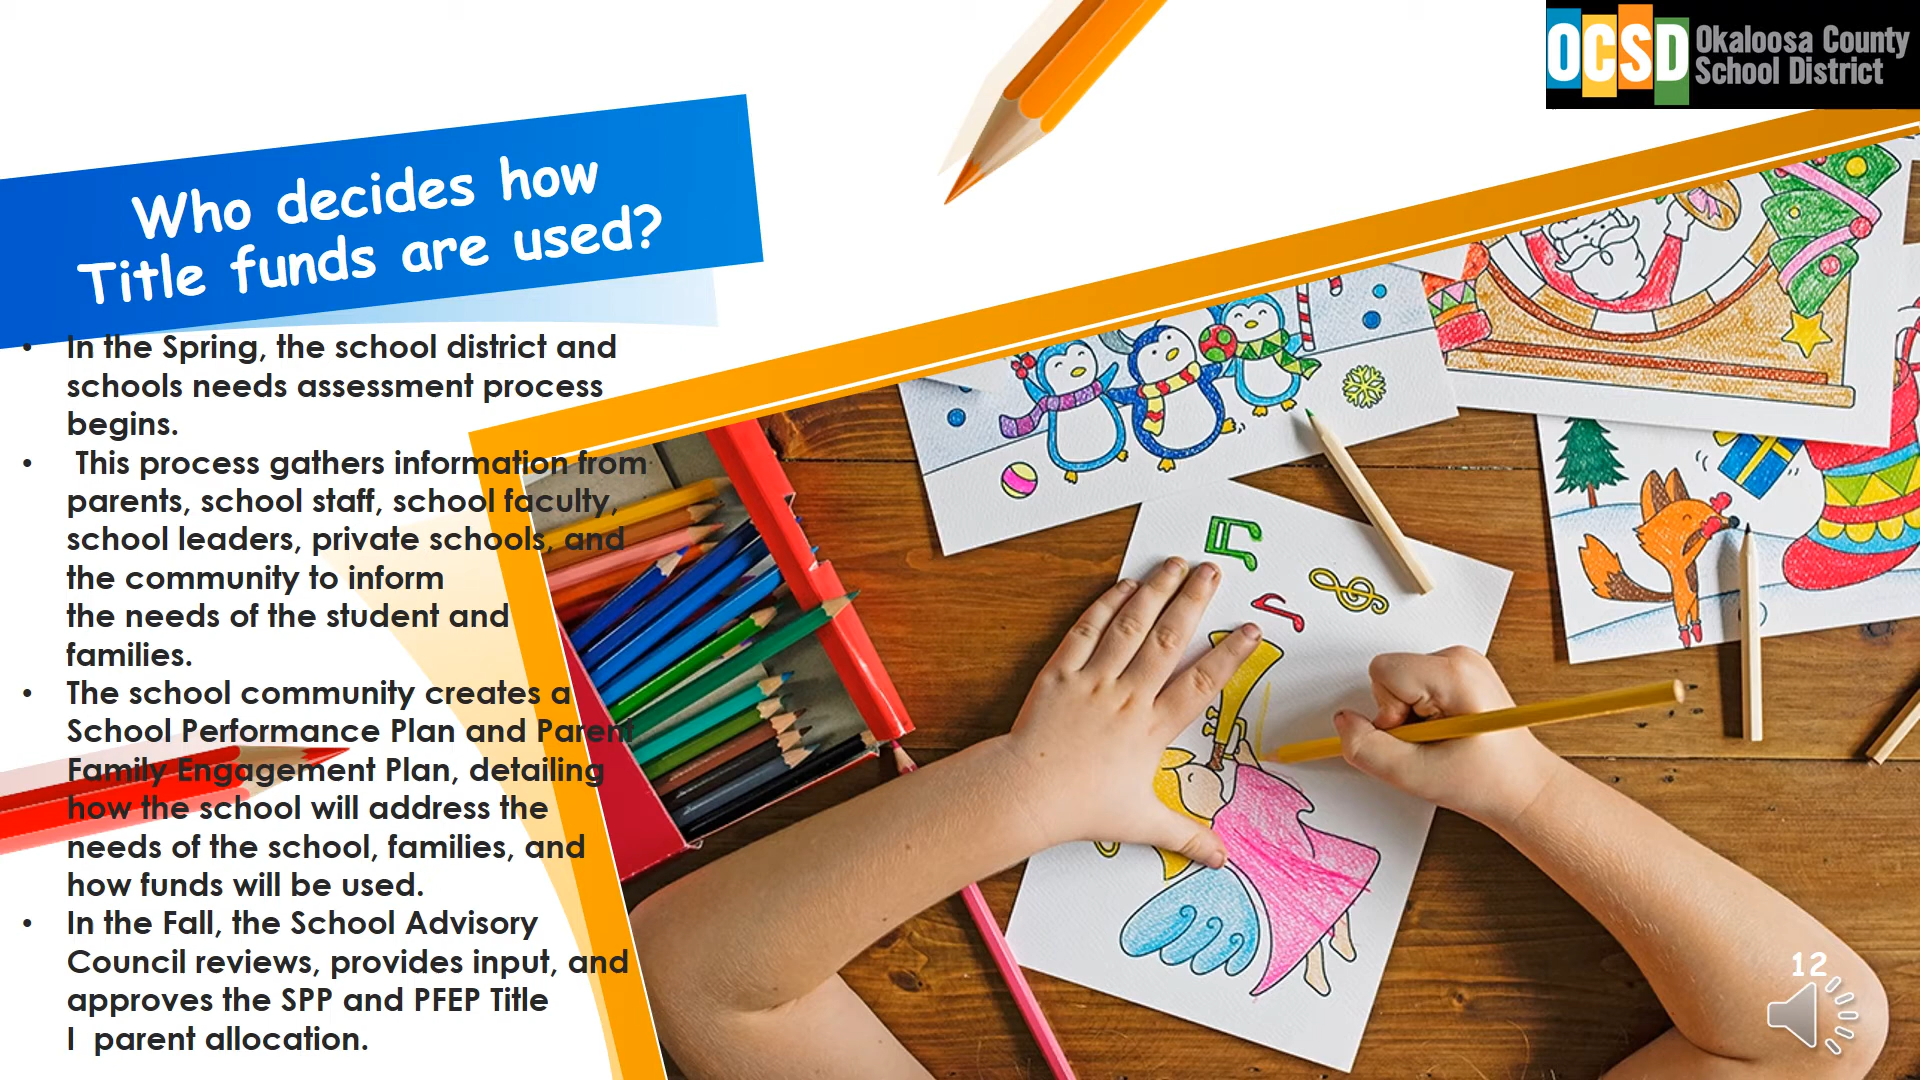 OCSD Okaloosa County
School District
Who decides how
Title funds are used?
• In the Spring, the school district and
schools needs assessment process
begins.
• This process gathers information from
parents, school staff, school faculty,
school leaders, private schools, and
the community to inform
the needs of the student and
families.
• The school community creates a
School Performance Plan and Parent
Family Engagement Plan, detailing
how the school will address the
needs of the school, families, and
how funds will be used.
• In the Fall, the School Advisory
Council reviews, provides input, and
approves the SPP and PFEP Title
I  parent allocation.
12